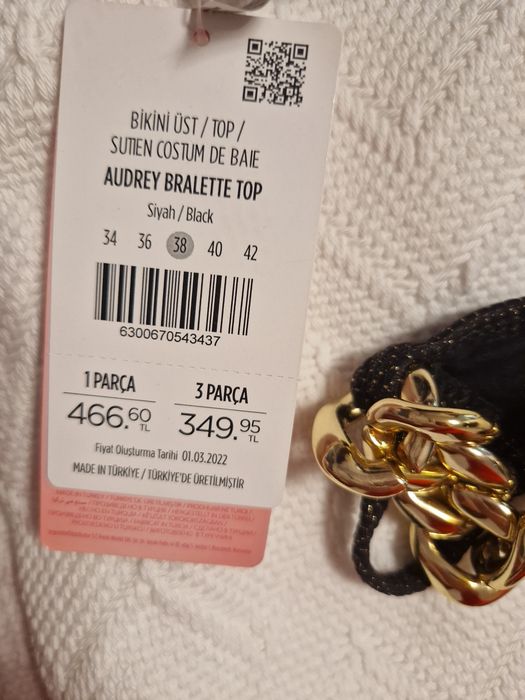 BİKİNİ ÜST / TOP /
SUTIEN COSTUM DE BAIE
AUDREY BRALETTE TOP
Siyah / Black
34 36 38 40 42
6300670543437
1 PARÇA 3 PARÇA
466.60 TL 349.95 TL
Fiyat Oluşturma Tarihi 01.03.2022
MADE IN TÜRKİYE / TÜRKİYE'DE ÜRETİLMİŞTİR